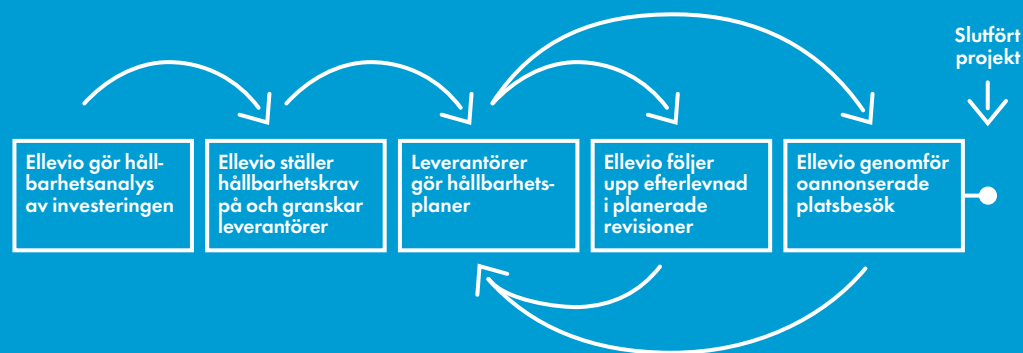 Slutfört
projekt
Ellevio gör håll-
barhetsanalys
av investeringen
Ellevio ställer
hållbarhetskrav
på och granskar
leverantörer
Leverantörer
gör hållbarhets-
planer
Ellevio följer
upp efterlevnad
i planerade
revisioner
Ellevio genomför
oannonserade
platsbesök